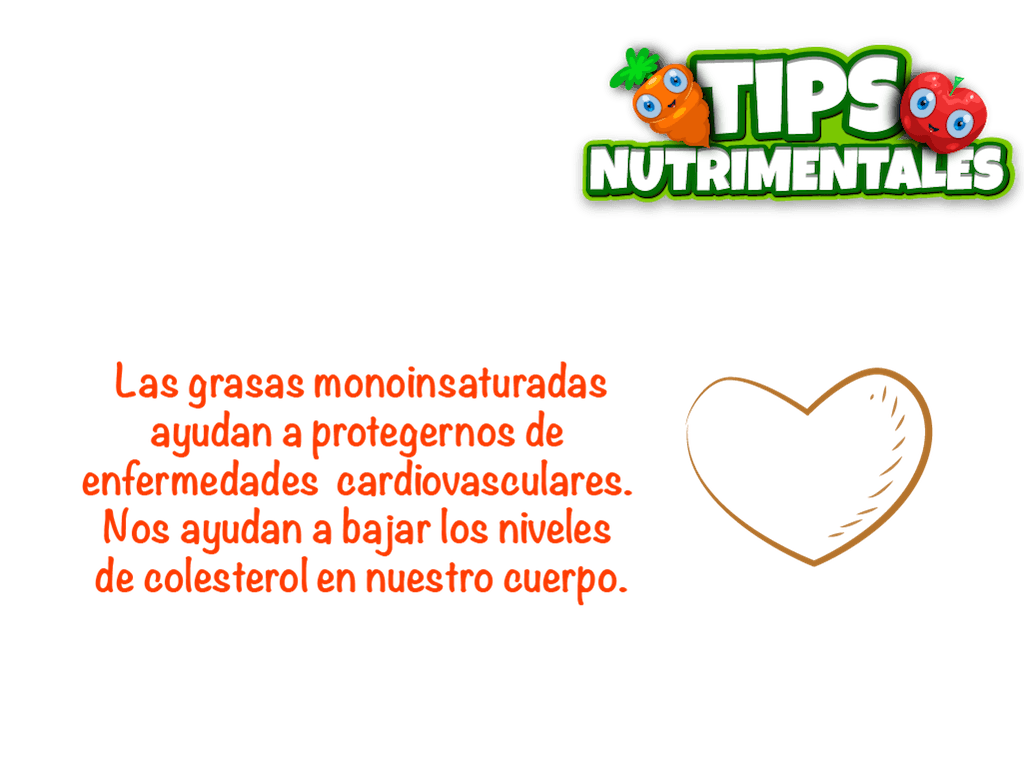 TIPS
NUTRIMENTALES
Las grasas monoinsaturadas
ayudan a protegernos de
enfermedades cardiovasculares.
Nos ayudan a bajar los niveles
de colesterol en nuestro cuerpo.